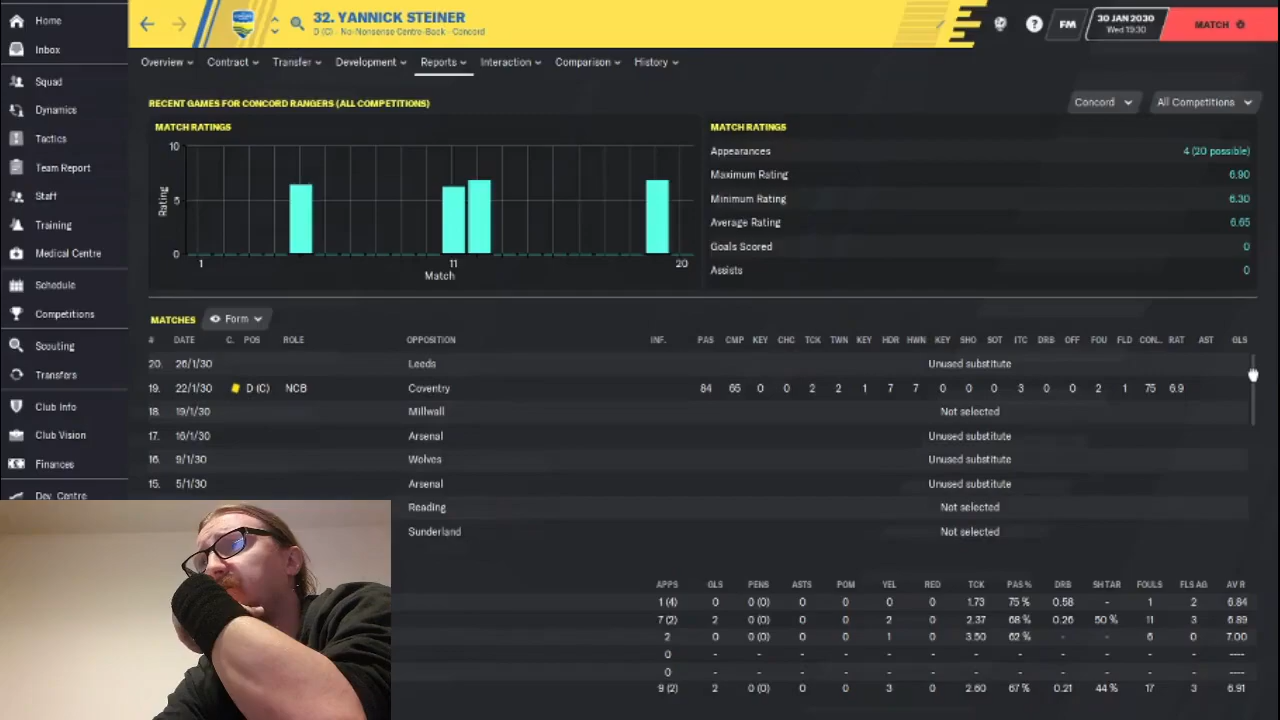 Home
Inbox
Squad
Dynamics
Tactics
Team Report
Staff
Training
Medical Centre
Schedule
Competitions
Scouting
Transfers
Club Info
Club Vision
Finances
Dev. Centre
32. YANNICK STEINER
D (C) - No-Nonsense Centre-Back - Concord
FM
30 JAN 2030
Wed 19:30
MATCH
Overview Contract Transfer Development Reports Interaction Comparison History
RECENT GAMES FOR CONCORD RANGERS (ALL COMPETITIONS)
Concord All Competitions
MATCH RATINGS
10
5
0
Rating
1 11 20
Match
MATCH RATINGS
Appearances 4 (20 possible)
Maximum Rating 6.90
Minimum Rating 6.30
Average Rating 6.65
Goals Scored 0
Assists 0
MATCHES Form
# DATE C. POS ROLE OPPOSITION INF. PAS CMP KEY CHC TCK TWN KEY HDR HWN KEY SHO SOT ITC DRB OFF FOU FLD CON... RAT AST GLS
20. 26/1/30 Leeds Unused substitute
19. 22/1/30 D (C) NCB Coventry 84 65 0 0 2 2 1 7 7 0 0 0 3 0 0 2 1 75 6.9
18. 19/1/30 Millwall Not selected
17. 16/1/30 Arsenal Unused substitute
16. 9/1/30 Wolves Unused substitute
15. 5/1/30 Arsenal Unused substitute
Reading Not selected
Sunderland Not selected
APPS GLS PENS ASTS POM YEL RED TCK PAS % DRB SH TAR FOULS FLS AG AV R
1 (4) 0 0 (0) 0 0 0 0 1.73 75 % 0.58 - 1 2 6.84
7 (2) 2 0 (0) 0 0 2 0 2.37 68 % 0.26 50 % 11 3 6.89
2 0 0 (0) 0 0 1 0 3.50 62 % - - 6 0 7.00
0 - - - - - - - - - - - - ----
0 - - - - - - - - - - - - ----
9 (2) 2 0 (0) 0 0 3 0 2.60 67 % 0.21 44 % 17 3 6.91